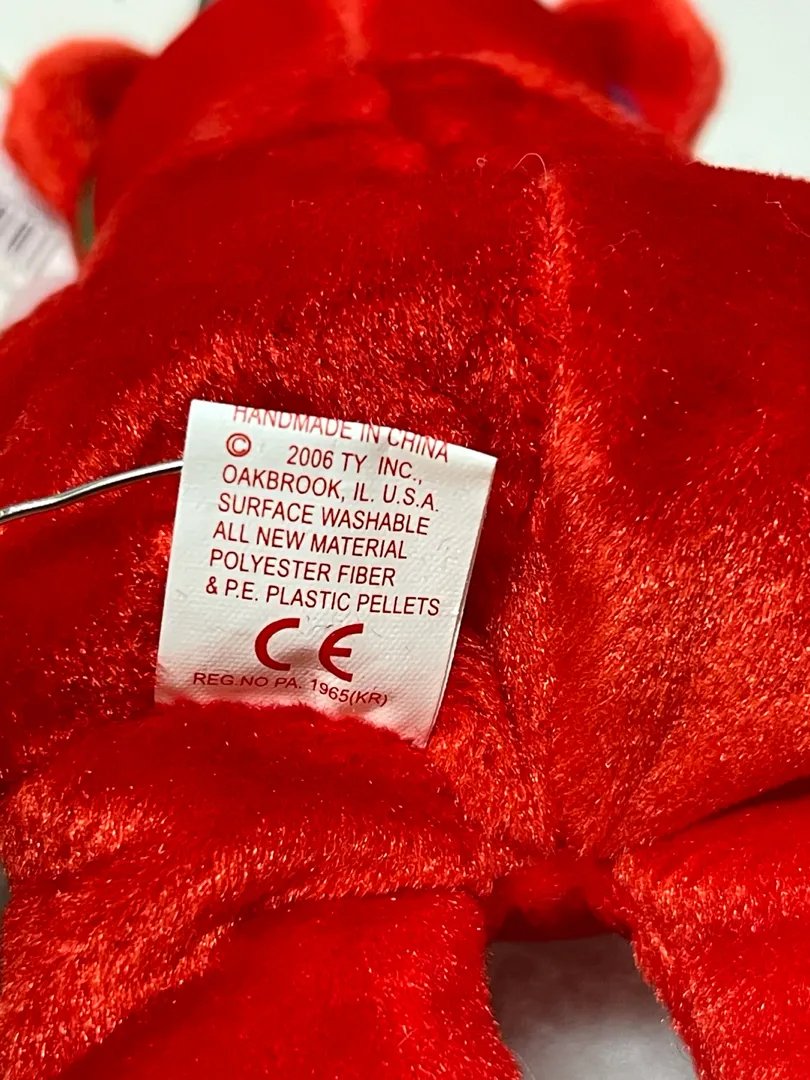 HANDMADE IN CHINA
© 2006 TY INC.,
OAKBROOK, IL. U.S.A.
SURFACE WASHABLE
ALL NEW MATERIAL
POLYESTER FIBER
& P.E. PLASTIC PELLETS
CE
REG.NO PA. 1965(KR)